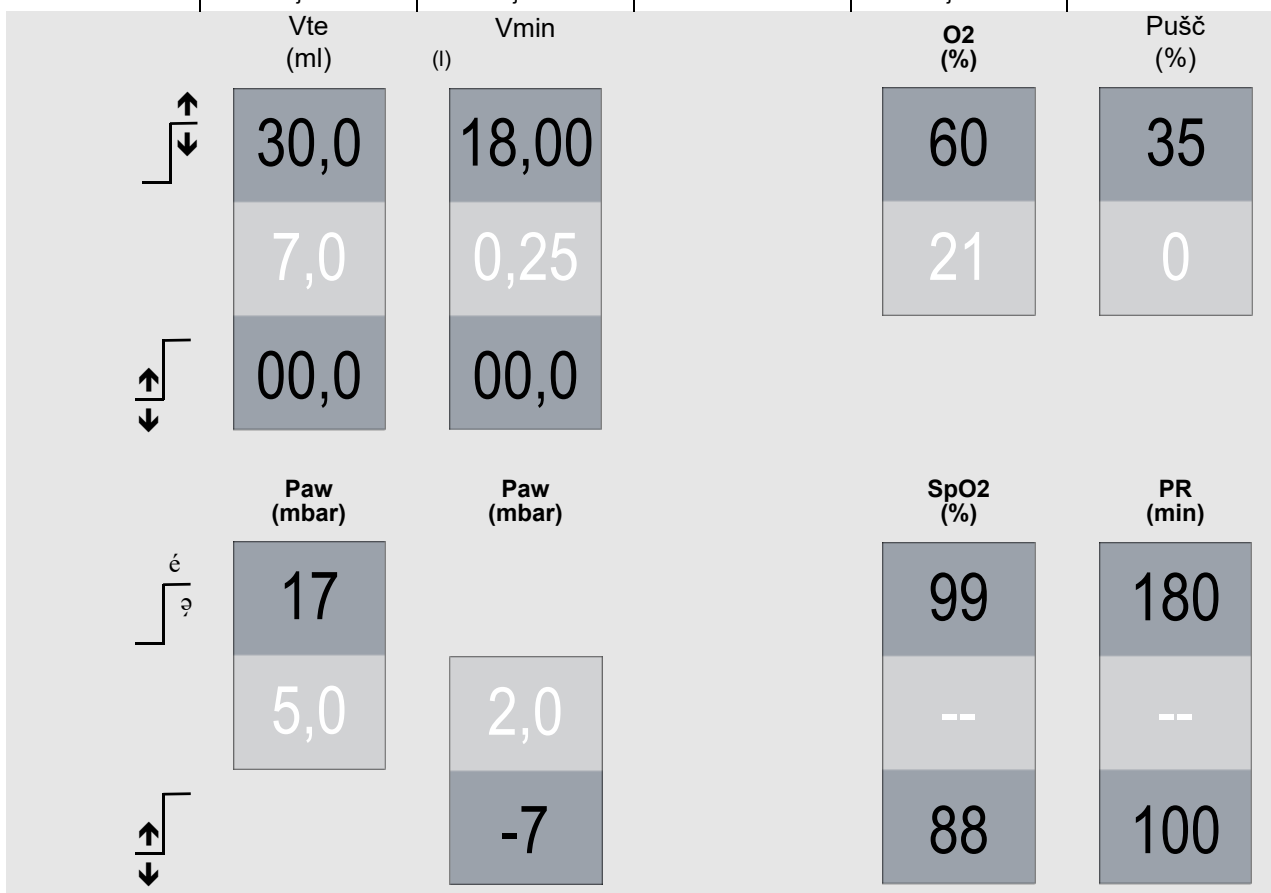 Vte
(ml)
Vmin
(l)
O2
(%)
Pušč
(%)
30,0 18,00 60 35
7,0 0,25 21 0
00,0 00,0
Paw
(mbar)
Paw
(mbar)
SpO2
(%)
PR
(min)
é
17 99 180
5,0 2,0 -- --
-7 88 100